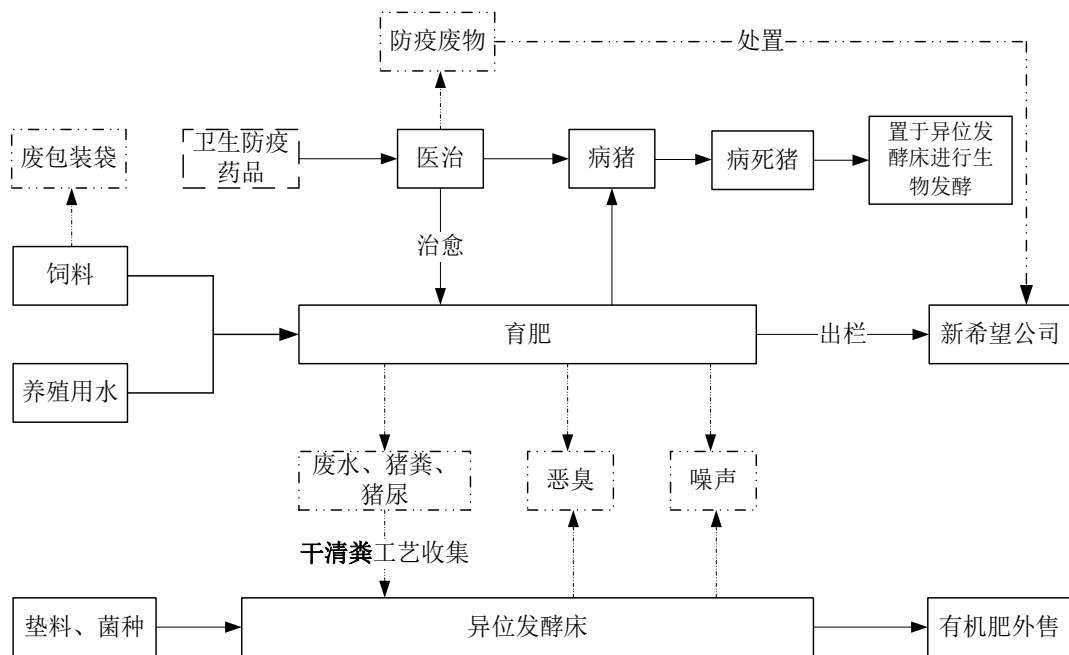 防疫废物
处置
废包装袋
卫生防疫
药品
医治
病猪
病死猪
置于异位发
酵床进行生
物发酵
治愈
饲料
育肥
出栏
新希望公司
养殖用水
废水、猪粪、
猪尿
恶臭
噪声
干清粪工艺收集
垫料、菌种
异位发酵床
有机肥外售